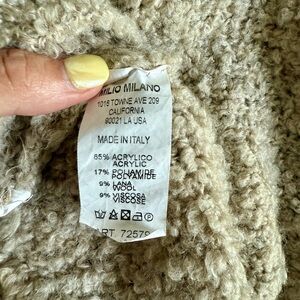 MILIO MILANO
1016 TOWNE AVE 209
CALIFORNIA
90021 LA USA
MADE IN ITALY
65% ACRYLICO
ACRYLIC
17% POLIAMIDE
POLYAMIDE
9% LANA
WOOL
9% VISCOSA
VISCOSE
ART. 72579